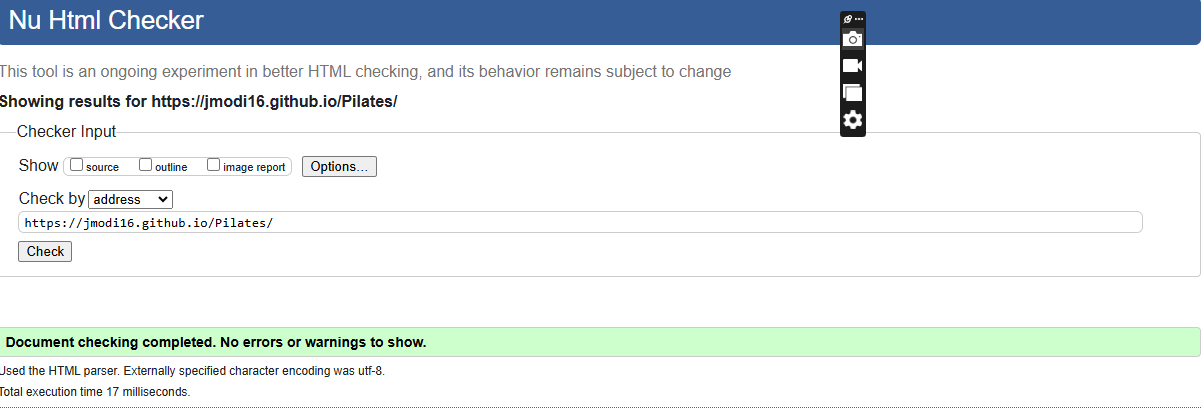 Nu Html Checker
This tool is an ongoing experiment in better HTML checking, and its behavior remains subject to change
Showing results for https://jmodi16.github.io/Pilates/
Checker Input
Show source outline image report Options...
Check by address
https://jmodi16.github.io/Pilates/
Check
Document checking completed. No errors or warnings to show.
Used the HTML parser. Externally specified character encoding was utf-8.
Total execution time 17 milliseconds.